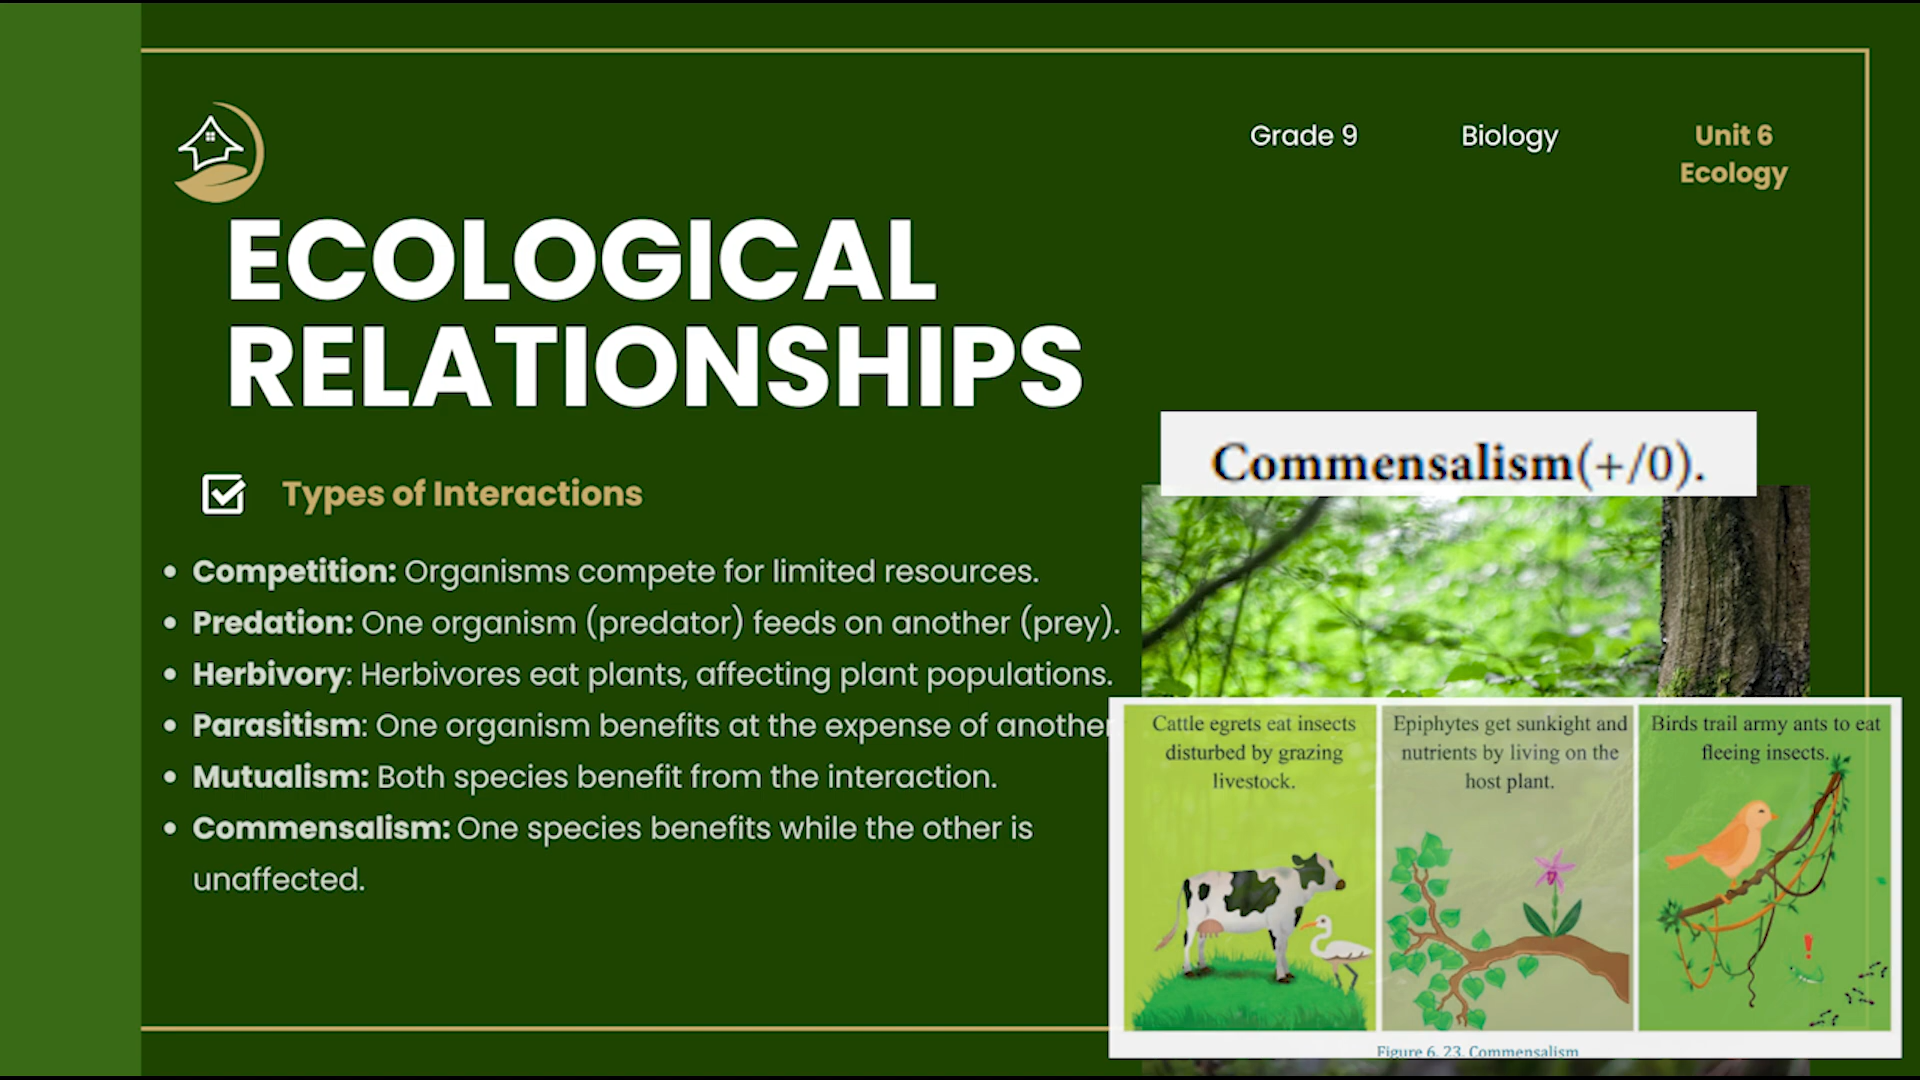 Grade 9
Biology
Unit 6
Ecology
ECOLOGICAL
RELATIONSHIPS
Types of Interactions
• Competition: Organisms compete for limited resources.
• Predation: One organism (predator) feeds on another (prey).
• Herbivory: Herbivores eat plants, affecting plant populations.
• Parasitism: One organism benefits at the expense of another
• Mutualism: Both species benefit from the interaction.
• Commensalism: One species benefits while the other is
unaffected.
Commensalism(+/0).
Cattle egrets eat insects
disturbed by grazing
livestock.
Epiphytes get sunkight and
nutrients by living on the
host plant.
Birds trail army ants to eat
fleeing insects.
Figure 6. 23. Commensalism